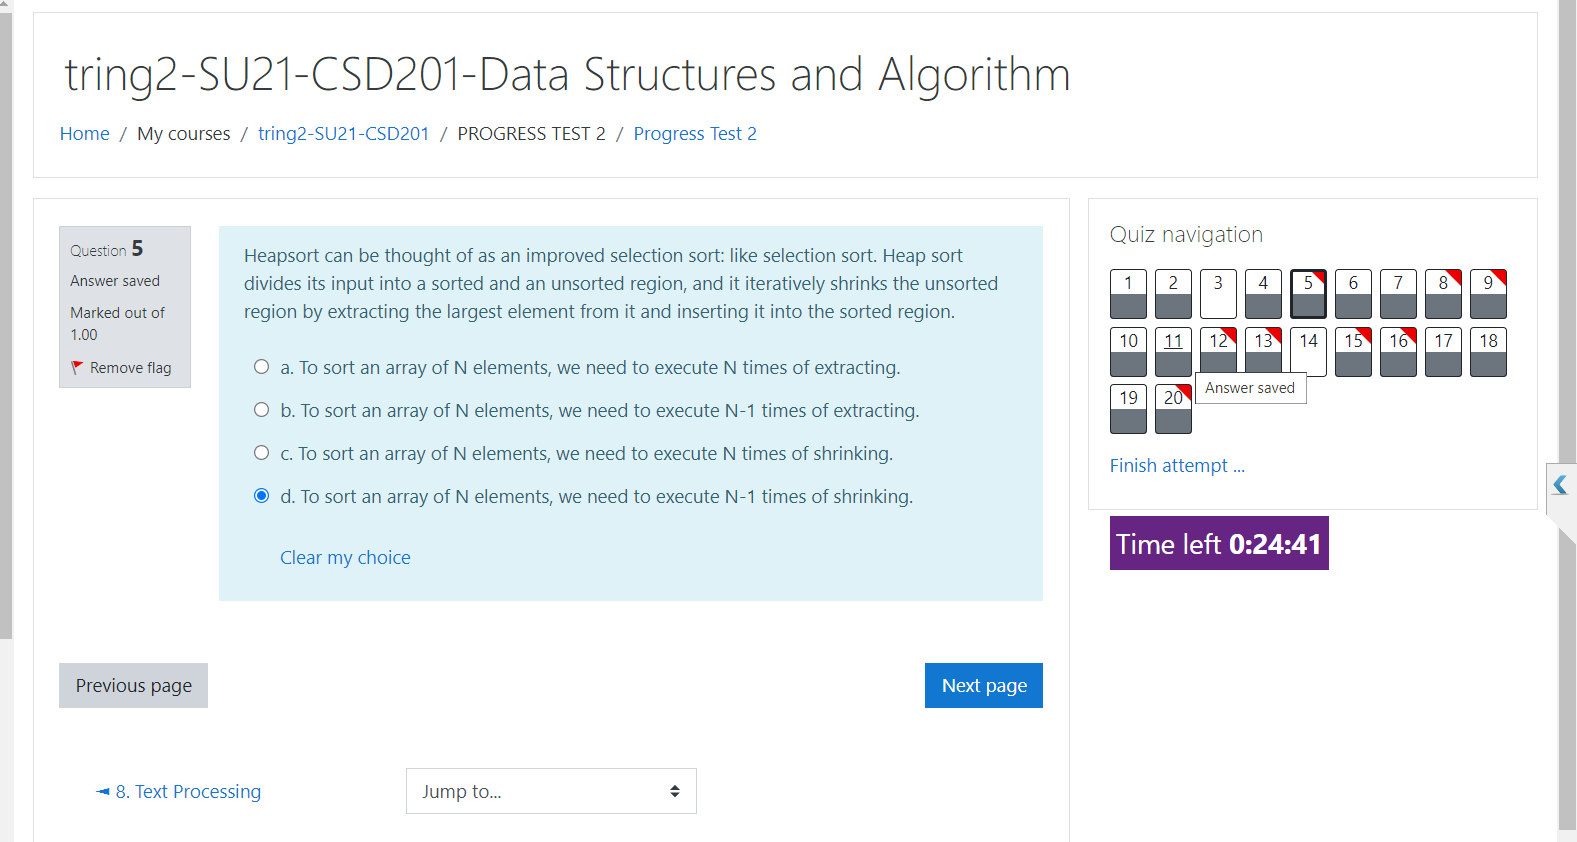 tring2-SU21-CSD201-Data Structures and Algorithm
Home / My courses / tring2-SU21-CSD201 / PROGRESS TEST 2 / Progress Test 2
Question 5
Answer saved
Marked out of
1.00
Remove flag
Heapsort can be thought of as an improved selection sort: like selection sort. Heap sort
divides its input into a sorted and an unsorted region, and it iteratively shrinks the unsorted
region by extracting the largest element from it and inserting it into the sorted region.
a. To sort an array of N elements, we need to execute N times of extracting.
b. To sort an array of N elements, we need to execute N-1 times of extracting.
c. To sort an array of N elements, we need to execute N times of shrinking.
d. To sort an array of N elements, we need to execute N-1 times of shrinking.
Clear my choice
Previous page
Next page
◄ 8. Text Processing
Jump to...
Quiz navigation
1 2 3 4 5 6 7 8 9
10 11 12 13 14 15 16 17 18
19 20
Answer saved
Finish attempt ...
Time left 0:24:41